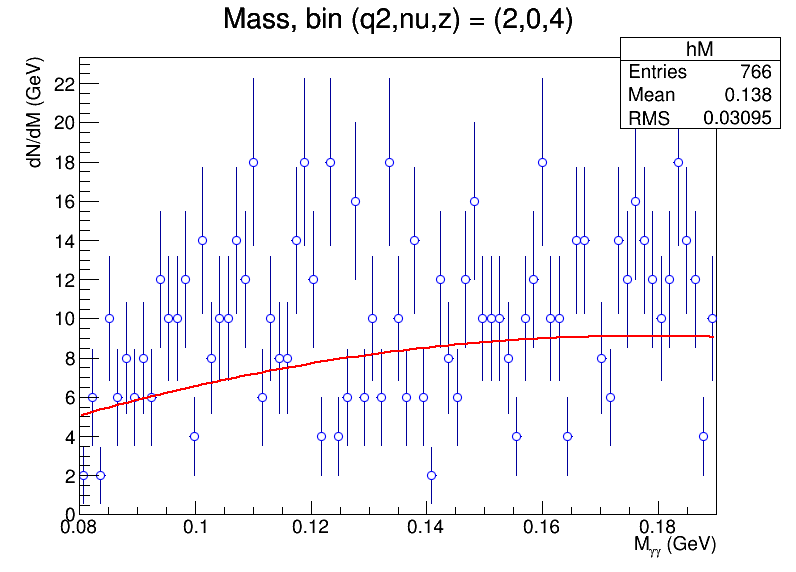 Mass, bin (q2,nu,z) = (2,0,4)
hM
Entries 766
Mean 0.138
RMS 0.03095
dN/dM (GeV)
22
20
18
16
14
12
10
8
6
4
2
0
0.08 0.1 0.12 0.14 0.16 0.18
Mγγ (GeV)